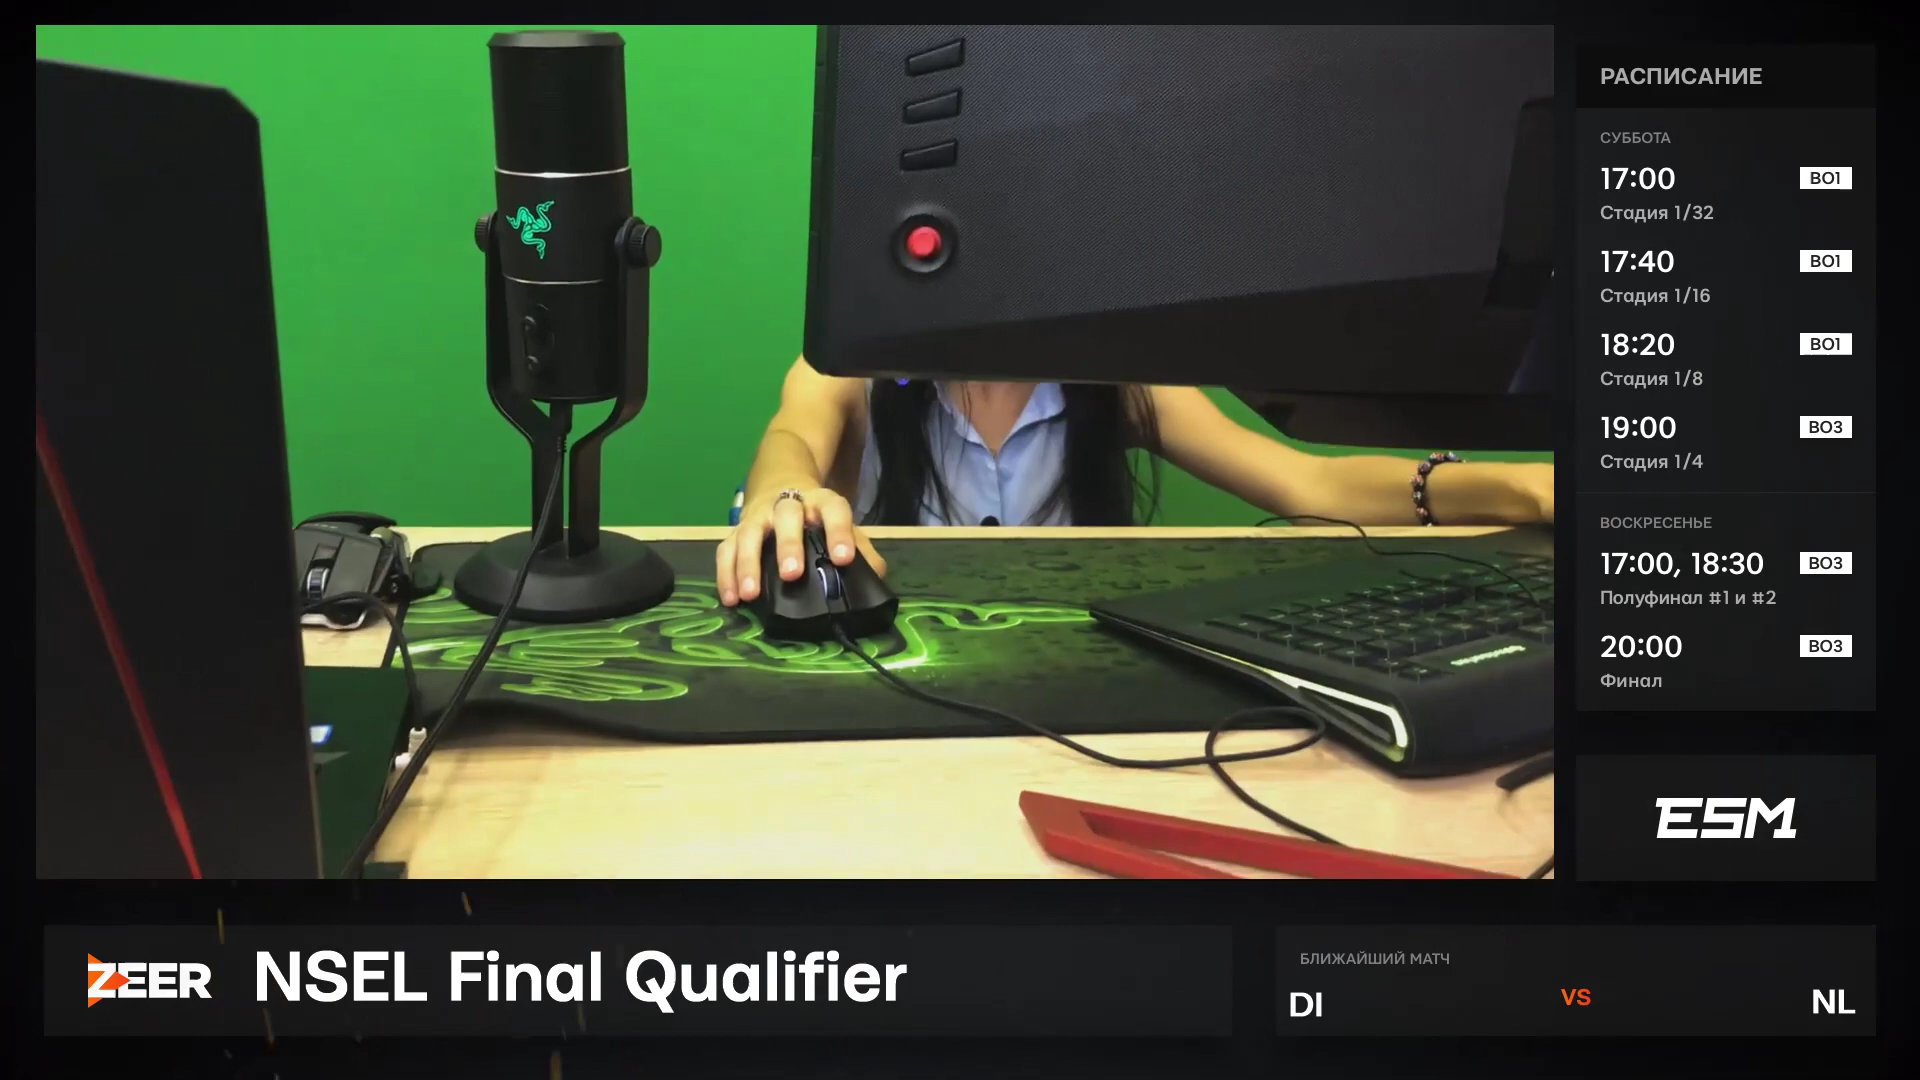 РАСПИСАНИЕ
СУББОТА
17:00 BO1
Стадия 1/32
17:40 BO1
Стадия 1/16
18:20 BO1
Стадия 1/8
19:00 BO3
Стадия 1/4
ВОСКРЕСЕНЬЕ
17:00, 18:30 BO3
Полуфинал #1 и #2
20:00 BO3
Финал
ESM
ZEER NSEL Final Qualifier
БЛИЖАЙШИЙ МАТЧ
DI VS NL